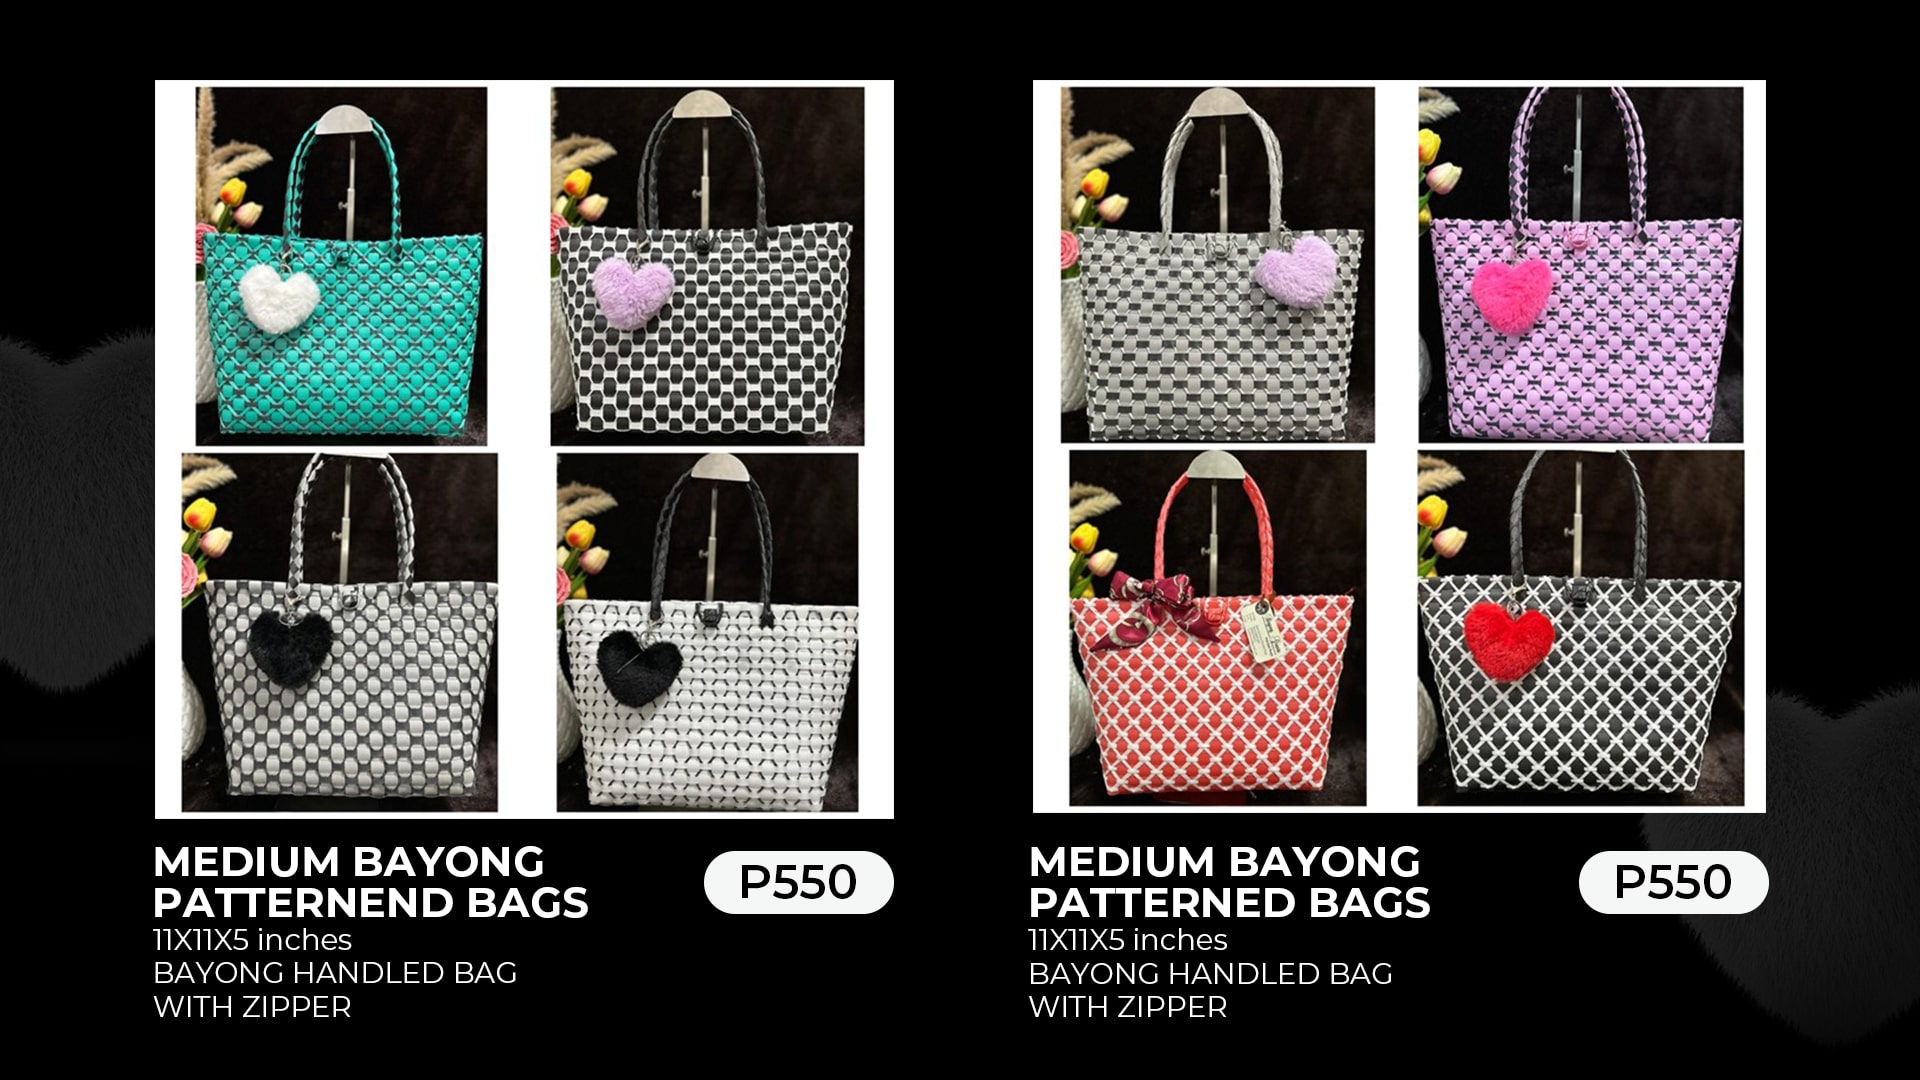 MEDIUM BAYONG
PATTERNEND BAGS
P550
11X11X5 inches
BAYONG HANDLED BAG
WITH ZIPPER
MEDIUM BAYONG
PATTERNED BAGS
P550
11X11X5 inches
BAYONG HANDLED BAG
WITH ZIPPER